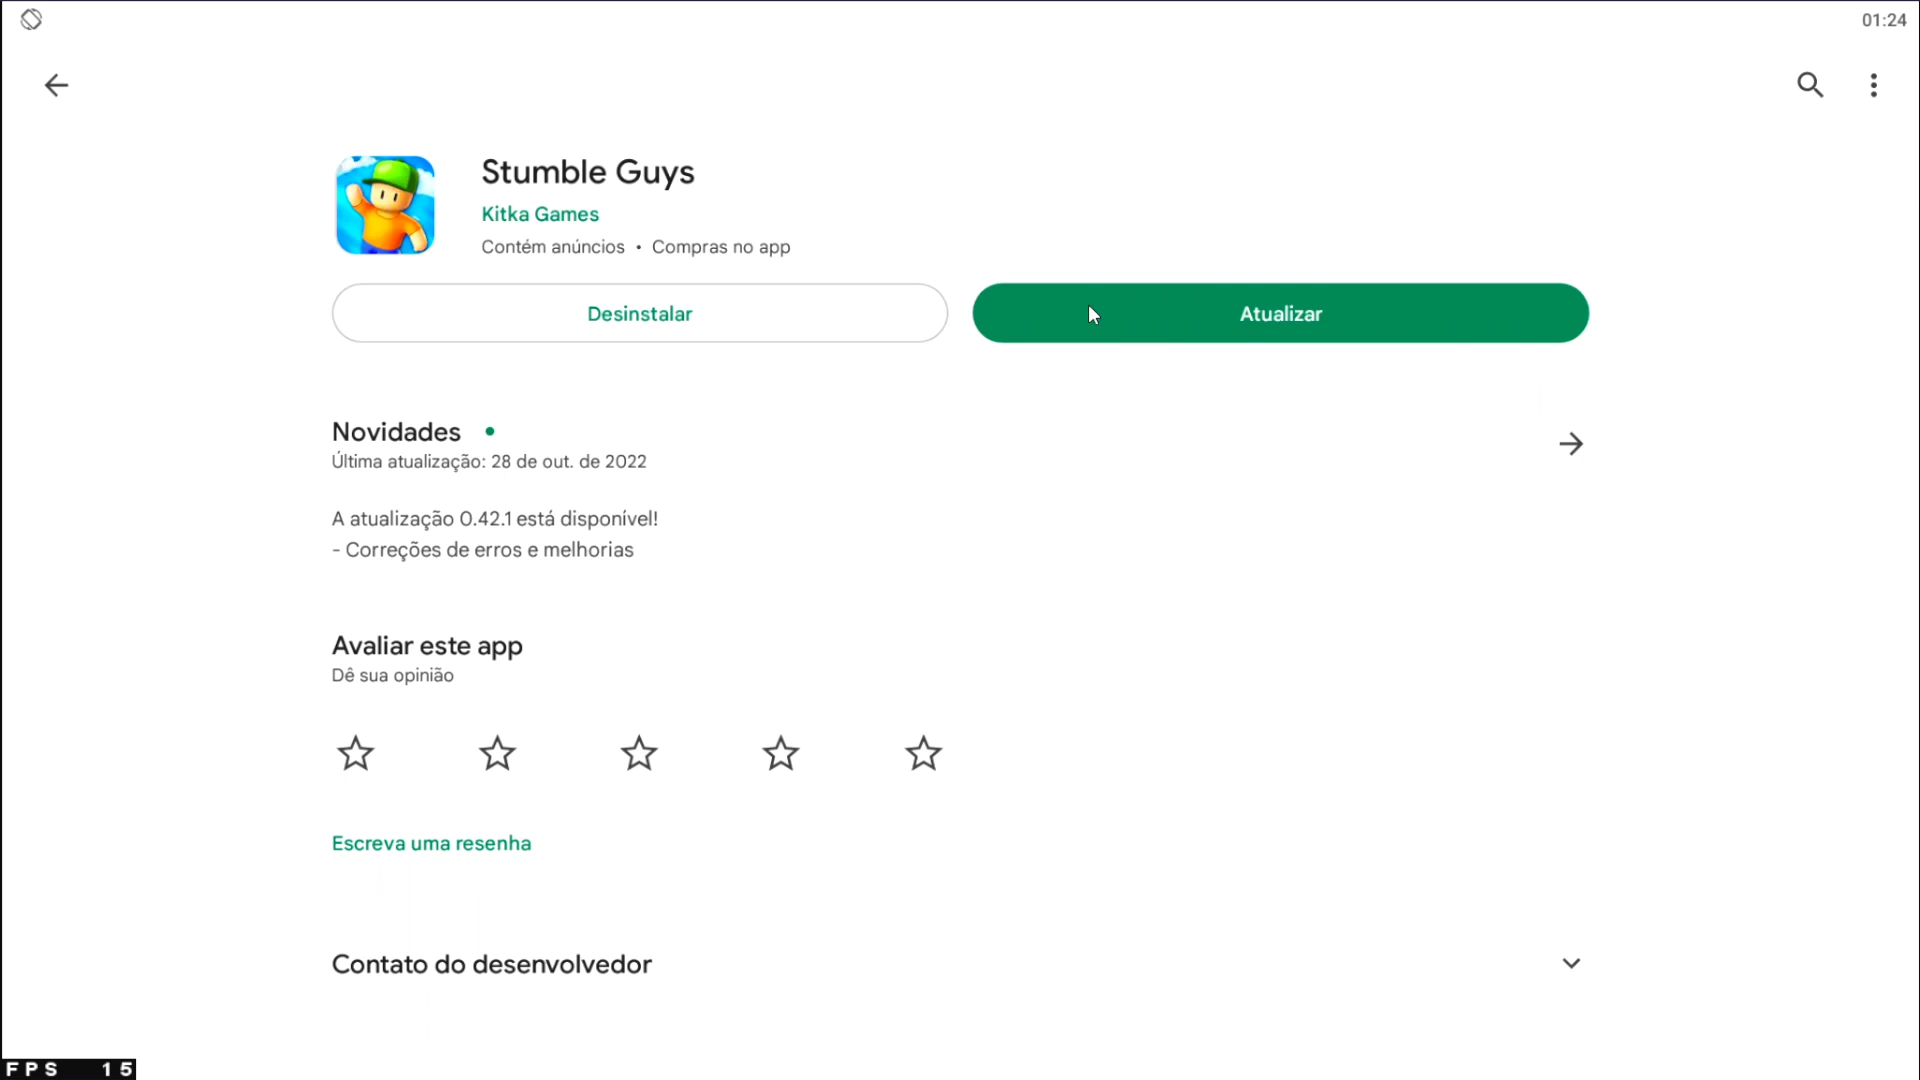 01:24
Stumble Guys
Kitka Games
Contém anúncios • Compras no app
Desinstalar
Atualizar
Novidades •
Última atualização: 28 de out. de 2022
A atualização 0.42.1 está disponível!
- Correções de erros e melhorias
Avaliar este app
Dê sua opinião
Escreva uma resenha
Contato do desenvolvedor
FPS 15